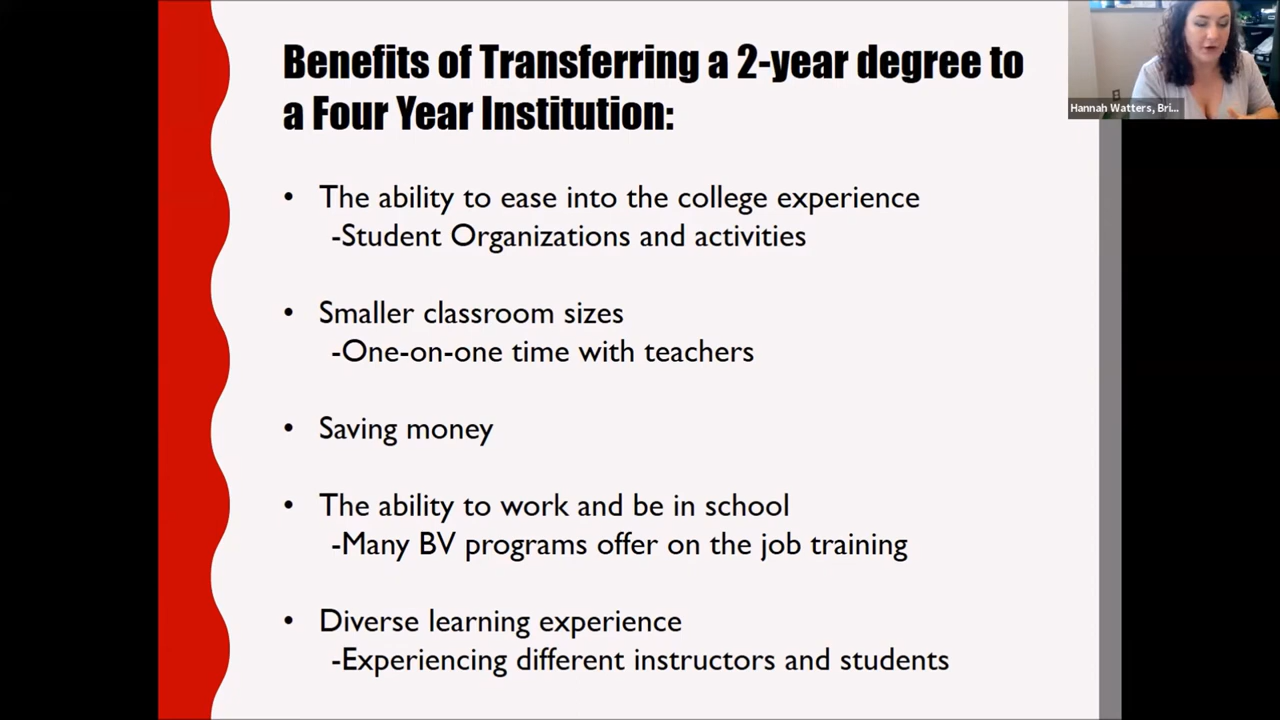 Benefits of Transferring a 2-year degree to
a Four Year Institution:
• The ability to ease into the college experience
-Student Organizations and activities
• Smaller classroom sizes
-One-on-one time with teachers
• Saving money
• The ability to work and be in school
-Many BV programs offer on the job training
• Diverse learning experience
-Experiencing different instructors and students
Hannah Watters, Bri...